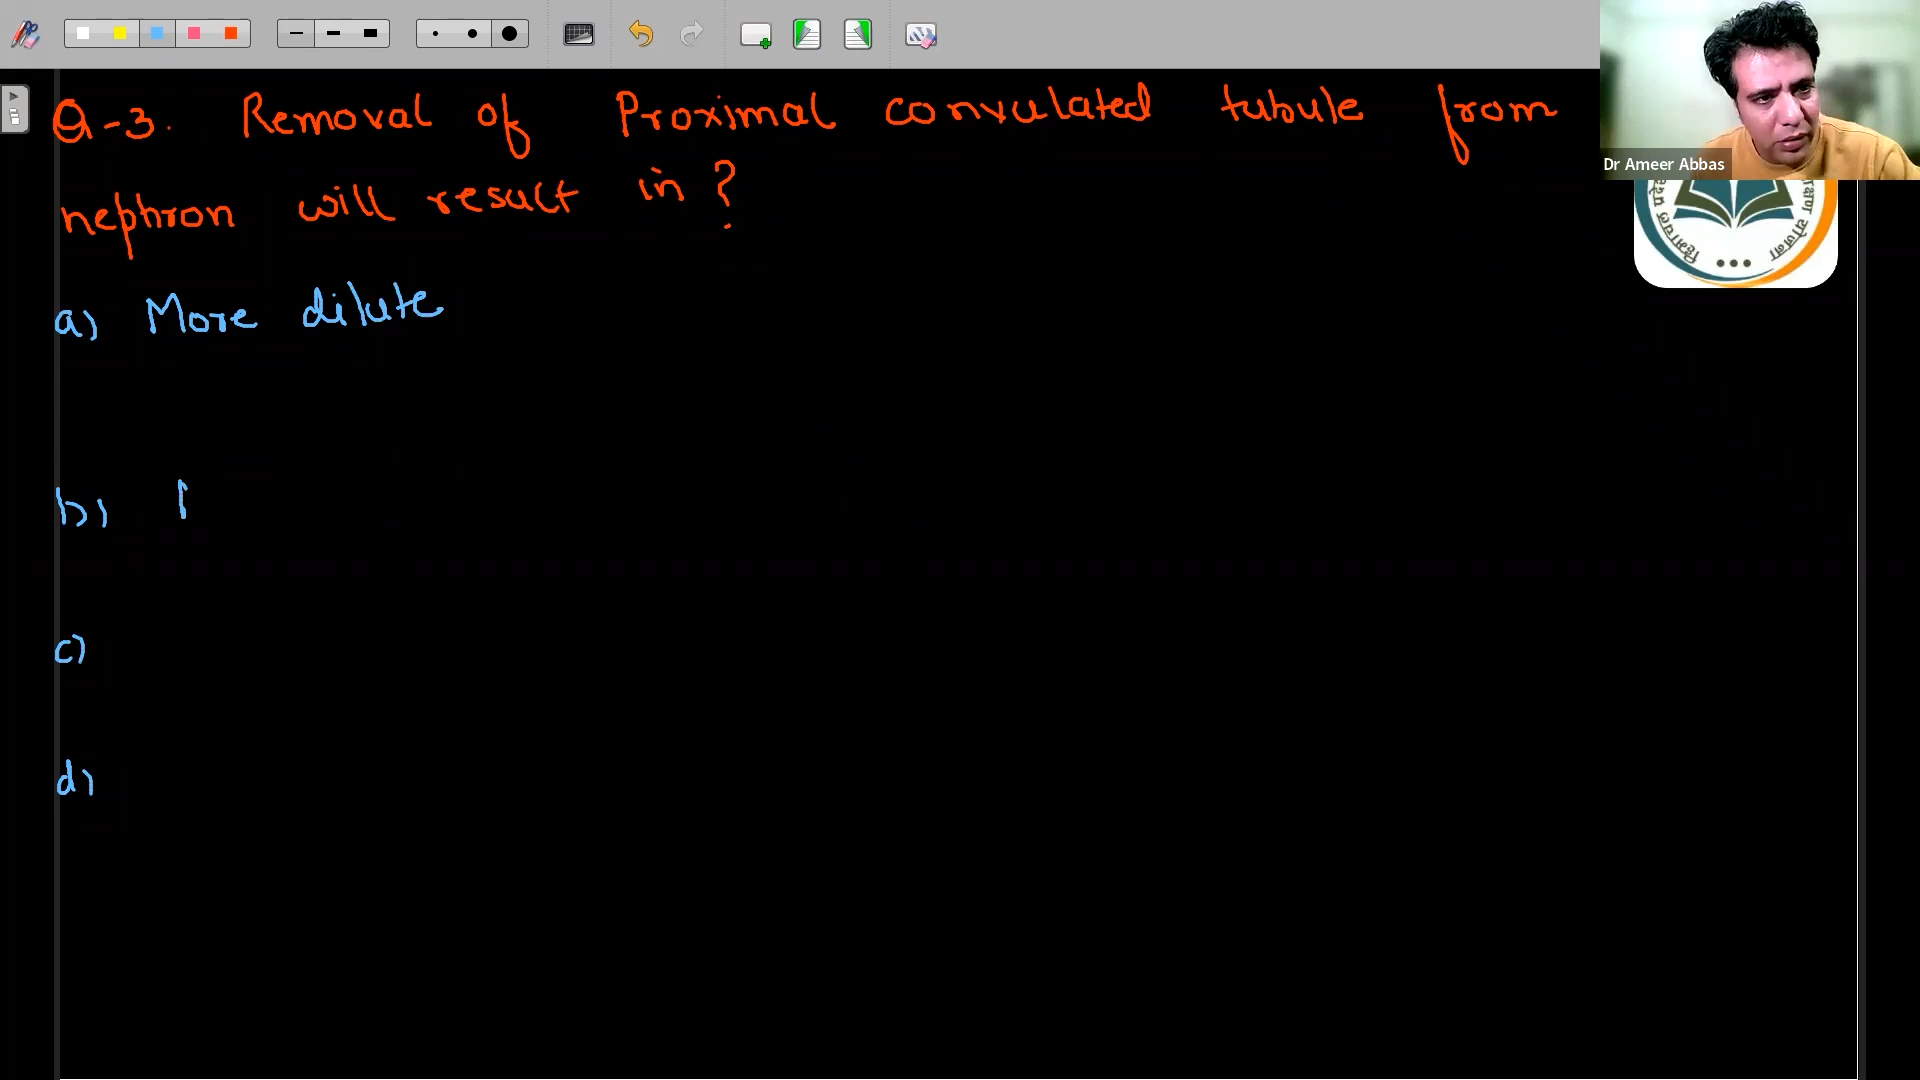 Q-3. Removal of Proximal convulated tubule from
nephron will result in ?
a) More dilute
b)
c)
d)
Dr Ameer Abbas